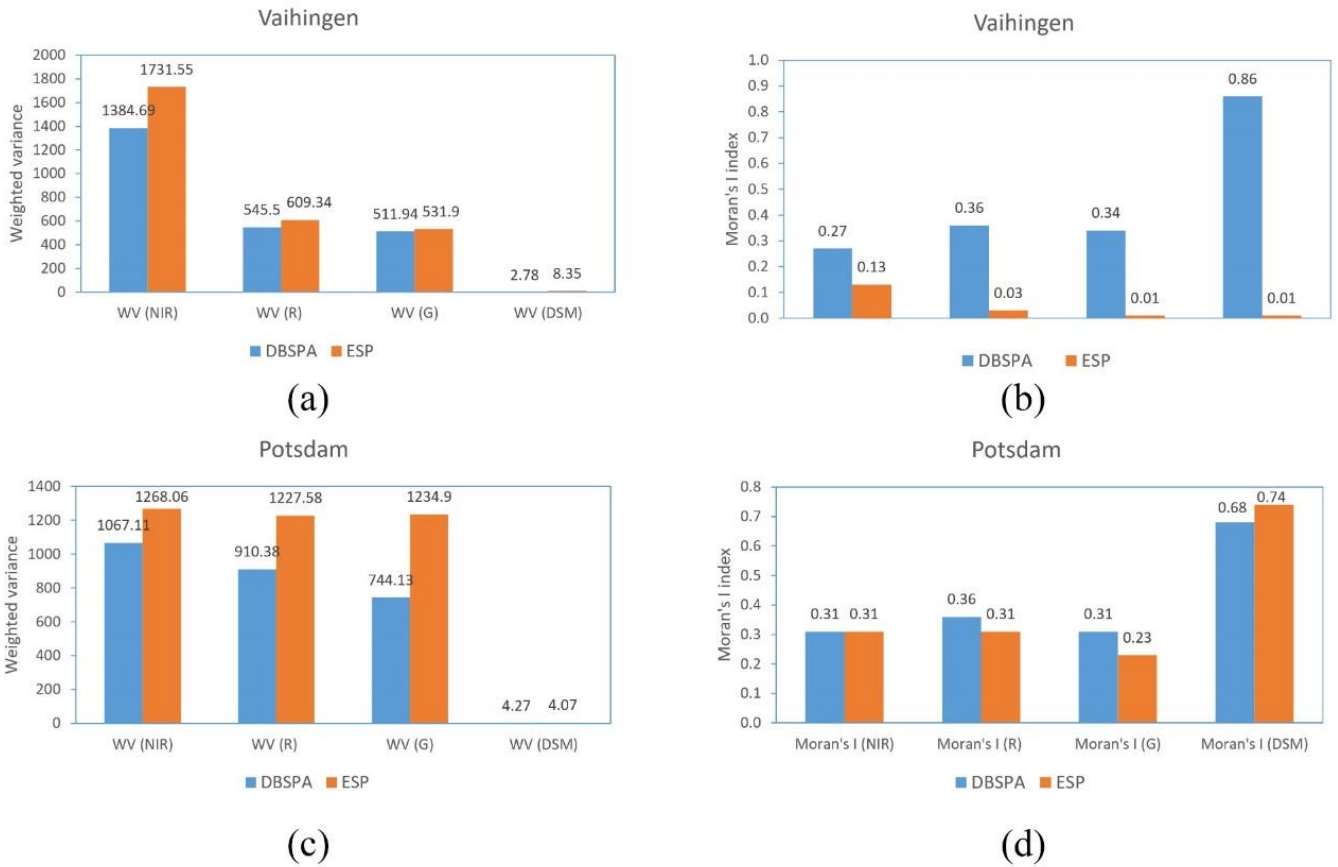 Vaihingen
2000
1800
1600
1400
1200
1000
800
600
400
200
0
Weighted variance
1384.69
1731.55
545.5
609.34
511.94
531.9
2.78
8.35
WV (NIR)
WV (R)
WV (G)
WV (DSM)
DBSPA
ESP
(a)
Vaihingen
1.0
0.9
0.8
0.7
0.6
0.5
0.4
0.3
0.2
0.1
0.0
Moran's I index
0.27
0.13
0.36
0.03
0.34
0.01
0.86
0.01
DBSPA
ESP
(b)
Potsdam
1400
1200
1000
800
600
400
200
0
Weighted variance
1067.11
1268.06
910.38
1227.58
744.13
1234.9
4.27
4.07
WV (NIR)
WV (R)
WV (G)
WV (DSM)
DBSPA
ESP
(c)
Potsdam
0.8
0.7
0.6
0.5
0.4
0.3
0.2
0.1
0.0
Moran's I index
0.31
0.31
0.36
0.31
0.31
0.23
0.68
0.74
Moran's I (NIR)
Moran's I (R)
Moran's I (G)
Moran's I (DSM)
DBSPA
ESP
(d)